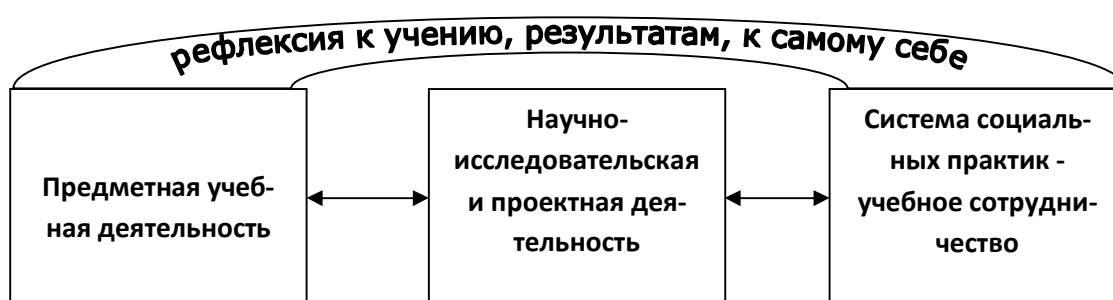 рефлексия к учению, результатам, к самому себе
Предметная учеб-
ная деятельность
Научно-
исследовательская
и проектная дея-
тельность
Система социаль-
ных практик -
учебное сотрудни-
чество